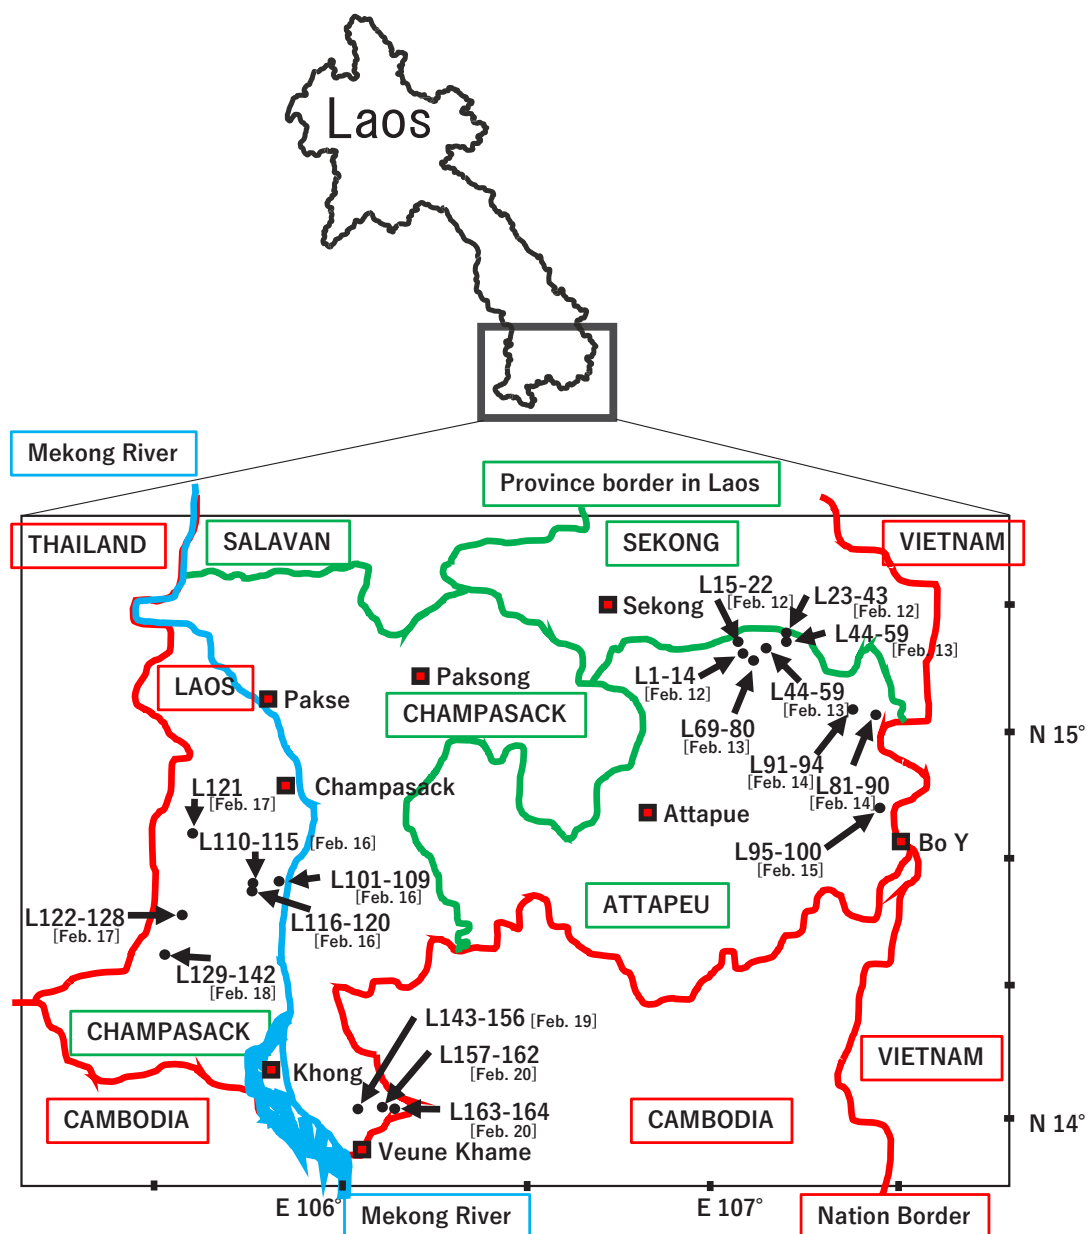 Laos
Mekong River
Province border in Laos
THAILAND
SALAVAN
SEKONG
VIETNAM
Sekong
L15-22
[Feb. 12]
L23-43
[Feb. 12]
L44-59
[Feb. 13]
L1-14
[Feb. 12]
L44-59
[Feb. 13]
L69-80
[Feb. 13]
LAOS
Pakse
Paksong
CHAMPASACK
N 15°
L91-94
[Feb. 14]
L81-90
[Feb. 14]
Champasack
L121
[Feb. 17]
Attapue
L110-115 [Feb. 16]
L95-100
[Feb. 15]
Bo Y
L101-109
[Feb. 16]
L116-120
[Feb. 16]
ATTAPEU
L122-128
[Feb. 17]
L129-142
[Feb. 18]
CHAMPASACK
L143-156 [Feb. 19]
L157-162
[Feb. 20]
VIETNAM
Khong
CAMBODIA
L163-164
[Feb. 20]
CAMBODIA
N 14°
Veune Khame
E 106°
E 107°
Mekong River
Nation Border